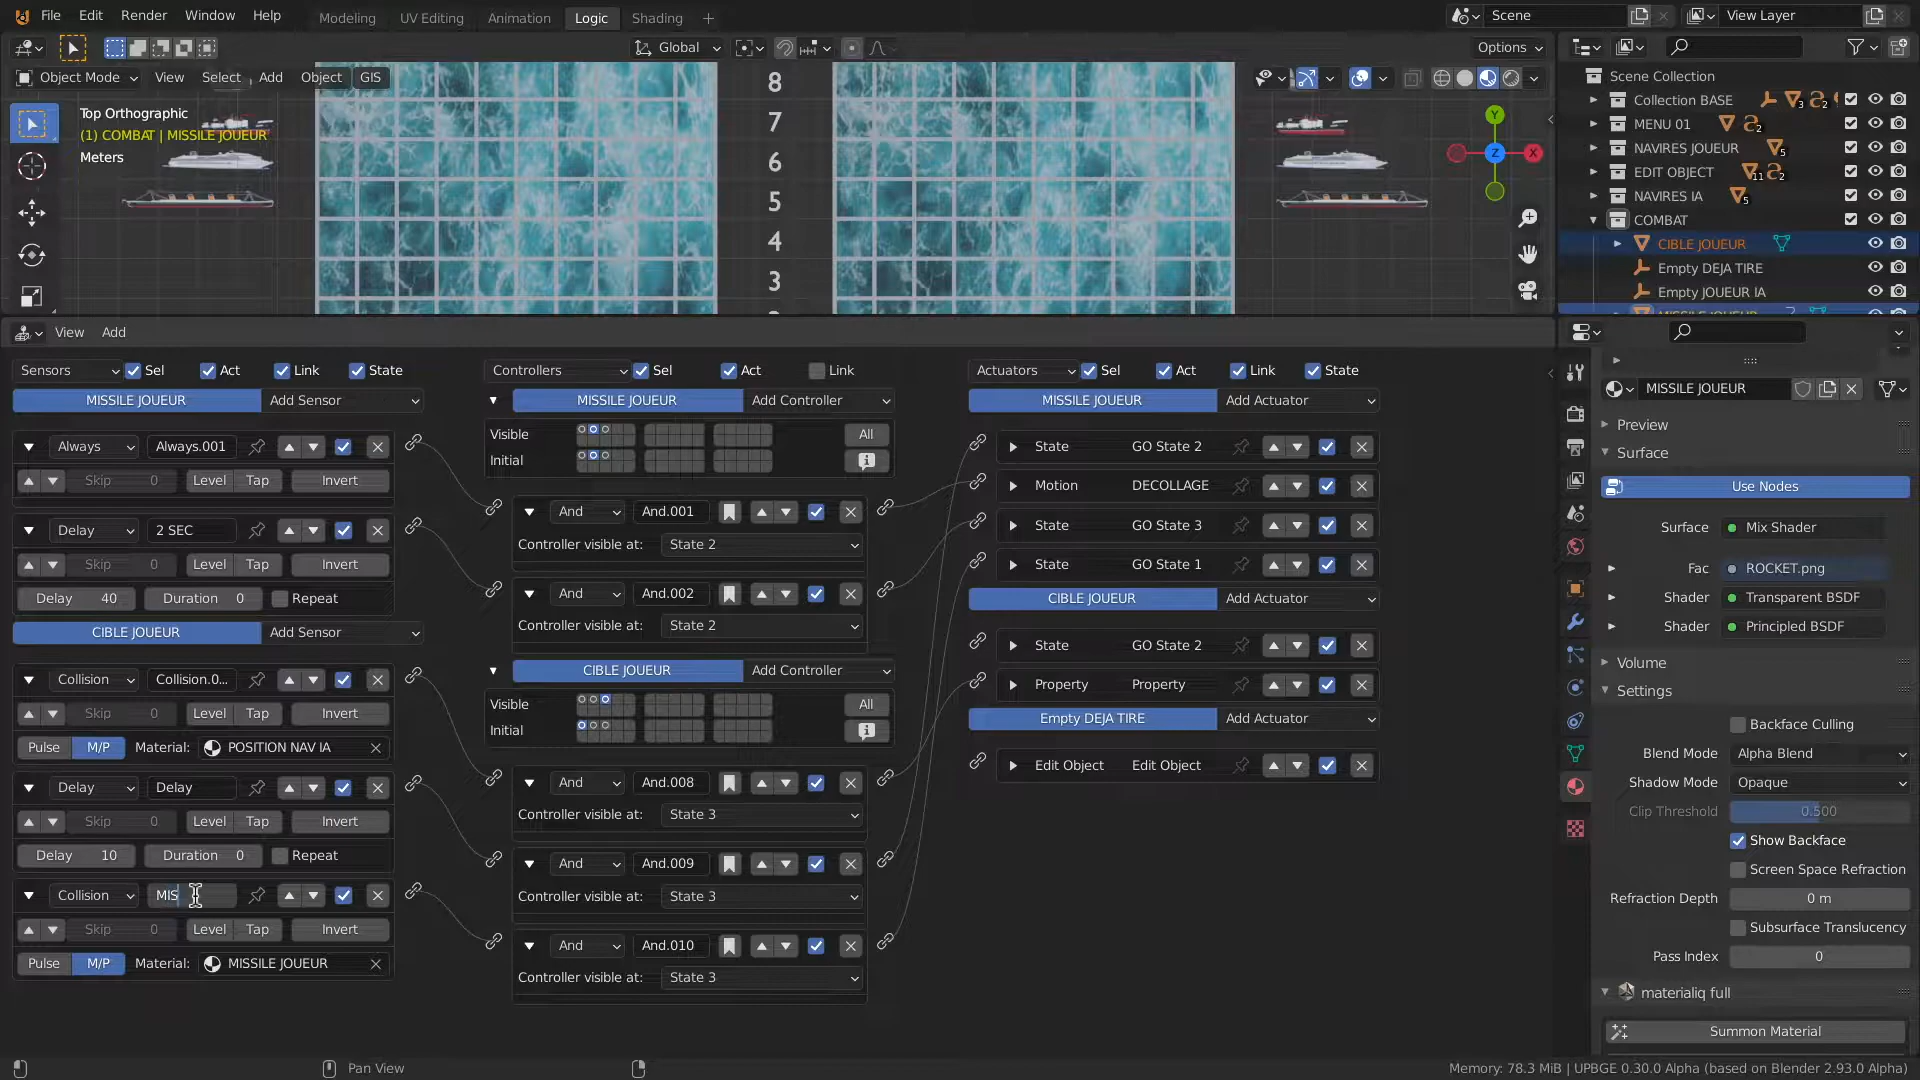 File Edit Render Window Help Modeling UV Editing Animation Logic Shading Scene View Layer
Global Options
Object Mode View Select Add Object GIS
Top Orthographic
(1) COMBAT | MISSILE JOUEUR
Meters
8
7
6
5
4
3
Y
Z
X
Scene Collection
Collection BASE 3 2
MENU 01 2
NAVIRES JOUEUR 5
EDIT OBJECT 11 2
NAVIRES IA 5
COMBAT
CIBLE JOUEUR
Empty DEJA TIRE
Empty JOUEUR IA
MISSILE JOUEUR
View Add
Sensors Sel Act Link State
MISSILE JOUEUR Add Sensor
Always Always.001
Skip 0 Level Tap Invert
Delay 2 SEC
Skip 0 Level Tap Invert
Delay 40 Duration 0 Repeat
CIBLE JOUEUR Add Sensor
Collision Collision.0...
Skip 0 Level Tap Invert
Pulse M/P Material: POSITION NAV IA
Delay Delay
Skip 0 Level Tap Invert
Delay 10 Duration 0 Repeat
Collision MIS
Skip 0 Level Tap Invert
Pulse M/P Material: MISSILE JOUEUR
Controllers Sel Act Link
MISSILE JOUEUR Add Controller
Visible All
Initial
And And.001
Controller visible at: State 2
And And.002
Controller visible at: State 2
CIBLE JOUEUR Add Controller
Visible All
Initial
And And.008
Controller visible at: State 3
And And.009
Controller visible at: State 3
And And.010
Controller visible at: State 3
Actuators Sel Act Link State
MISSILE JOUEUR Add Actuator
State GO State 2
Motion DECOLLAGE
State GO State 3
State GO State 1
CIBLE JOUEUR Add Actuator
State GO State 2
Property Property
Empty DEJA TIRE Add Actuator
Edit Object Edit Object
MISSILE JOUEUR
Preview
Surface
Use Nodes
Surface Mix Shader
Fac ROCKET.png
Shader Transparent BSDF
Shader Principled BSDF
Volume
Settings
Backface Culling
Blend Mode Alpha Blend
Shadow Mode Opaque
Clip Threshold 0.500
Show Backface
Screen Space Refraction
Refraction Depth 0 m
Subsurface Translucency
Pass Index 0
materialiq full
Summon Material
Pan View
Memory: 78.3 MiB | UPBGE 0.30.0 Alpha (based on Blender 2.93.0 Alpha)